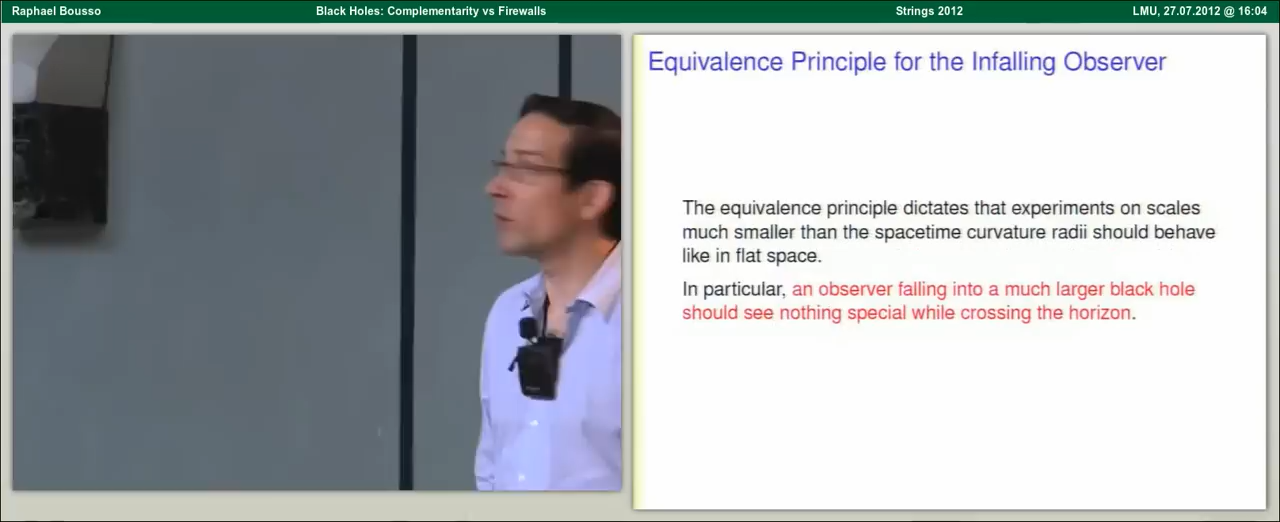 Raphael Bousso
Black Holes: Complementarity vs Firewalls
Strings 2012
LMU, 27.07.2012 @ 16:04
Equivalence Principle for the Infalling Observer
The equivalence principle dictates that experiments on scales
much smaller than the spacetime curvature radii should behave
like in flat space.
In particular, an observer falling into a much larger black hole
should see nothing special while crossing the horizon.